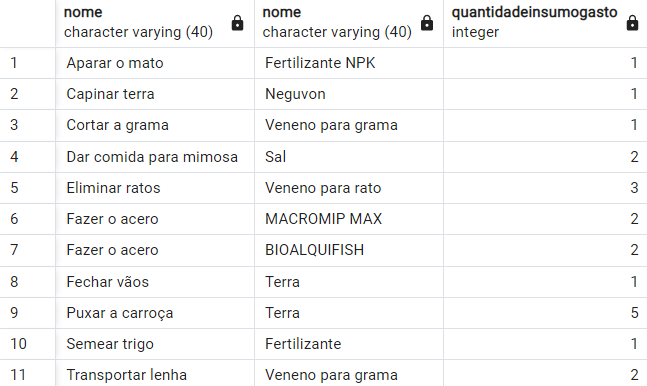 nome nome quantidadeinsumogasto
character varying (40) character varying (40) integer
1 Aparar o mato Fertilizante NPK 1
2 Capinar terra Neguvon 1
3 Cortar a grama Veneno para grama 1
4 Dar comida para mimosa Sal 2
5 Eliminar ratos Veneno para rato 3
6 Fazer o acero MACROMIP MAX 2
7 Fazer o acero BIOALQUIFISH 2
8 Fechar vãos Terra 1
9 Puxar a carroça Terra 5
10 Semear trigo Fertilizante 1
11 Transportar lenha Veneno para grama 2